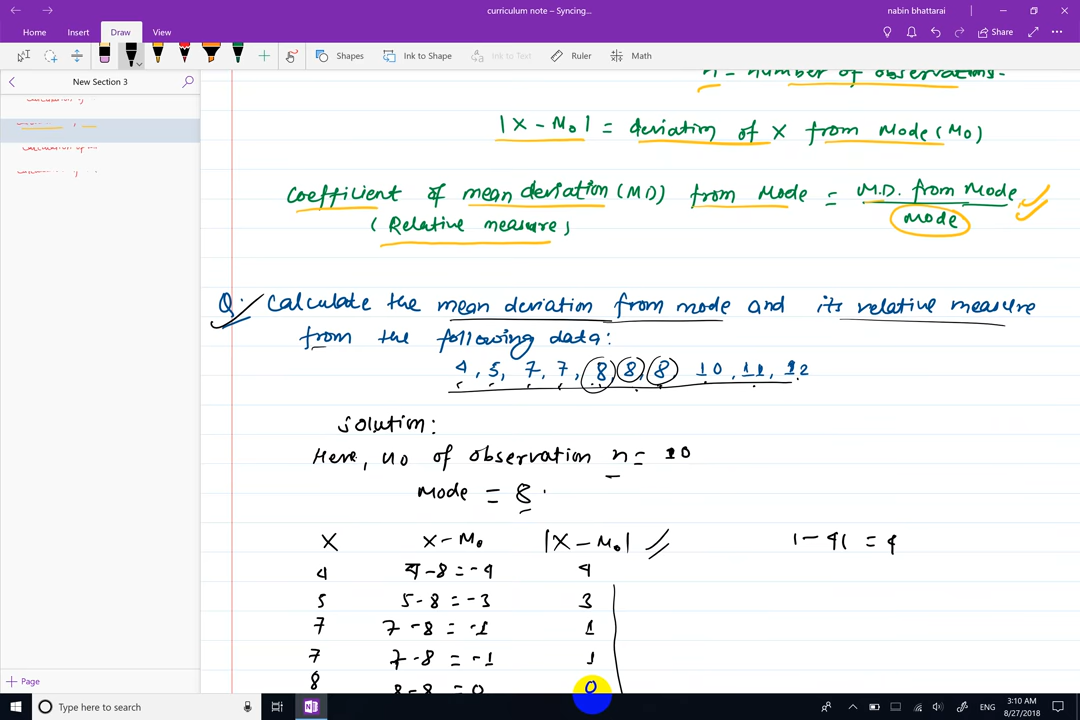 curriculum note – Syncing...
nabin bhattarai
Home Insert Draw View
Share
Shapes Ink to Shape Ink to Text Ruler Math
New Section 3
n = number of observations.
|X - Mo| = deviation of X from Mode (Mo)
Coefficient of mean deviation (MD) from Mode = M.D. from Mode
Mode
(Relative measure)
Q. Calculate the mean deviation from mode and its relative measure
from the following data:
4, 5, 7, 7, 8, 8, 8 10, 11, 12
Solution:
Here, no of observation n = 10
Mode = 8.
X X - Mo |X - Mo| |-4| = 4
4 4-8 = -4 4
5 5-8 = -3 3
7 7-8 = -1 1
7 7-8 = -1 1
8 8-8 = 0 0
+ Page
Type here to search
ENG
3:10 AM
8/27/2018